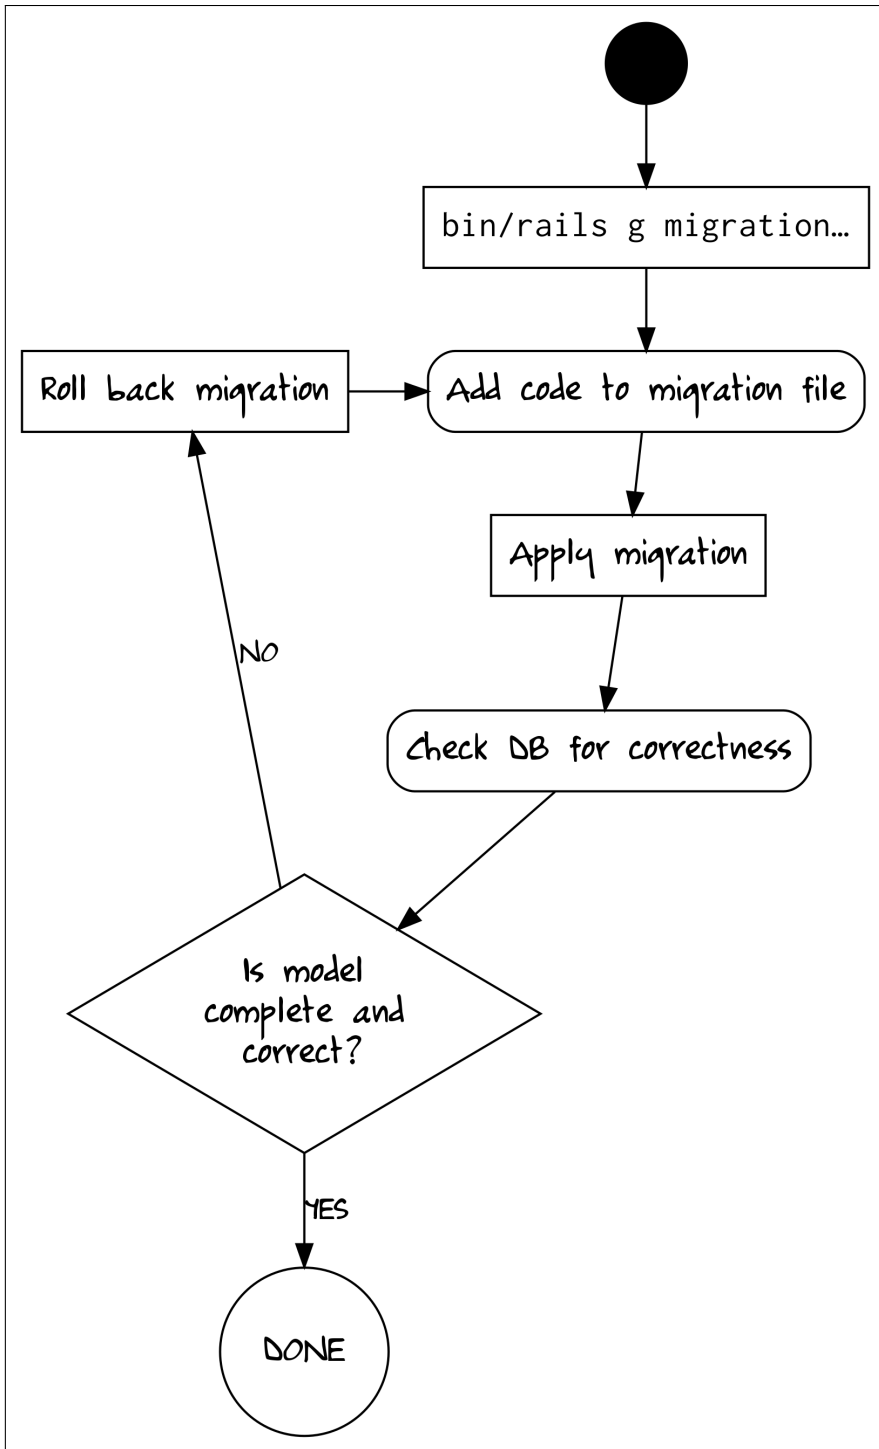 bin/rails g migration…
Roll back migration
Add code to migration file
Apply migration
NO
Check DB for correctness
Is model
complete and
correct?
YES
DONE